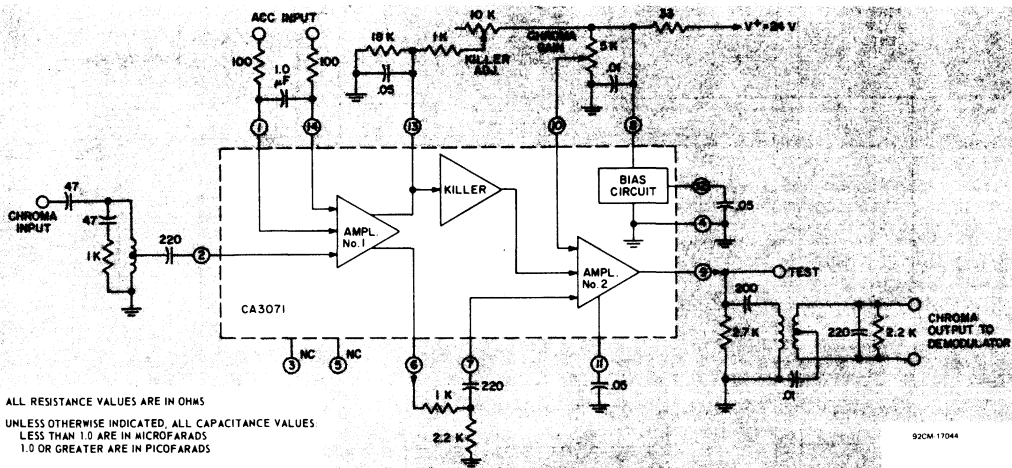 ACC INPUT
100
100
1.0
µF
1
14
18 K
1K
10 K
KILLER
ADJ.
.05
13
CHROMA
GAIN
5 K
.01
33
V+=24 V
10
8
47
CHROMA
INPUT
47
1K
220
2
AMPL.
No.1
KILLER
AMPL.
No.2
BIAS
CIRCUIT
12
.05
4
9
TEST
CA3071
3
NC
5
NC
6
7
11
1 K
220
2.2 K
.05
200
2.7 K
.01
220
2.2 K
CHROMA
OUTPUT TO
DEMODULATOR
ALL RESISTANCE VALUES ARE IN OHMS
UNLESS OTHERWISE INDICATED, ALL CAPACITANCE VALUES
LESS THAN 1.0 ARE IN MICROFARADS
1.0 OR GREATER ARE IN PICOFARADS
92CM-17044